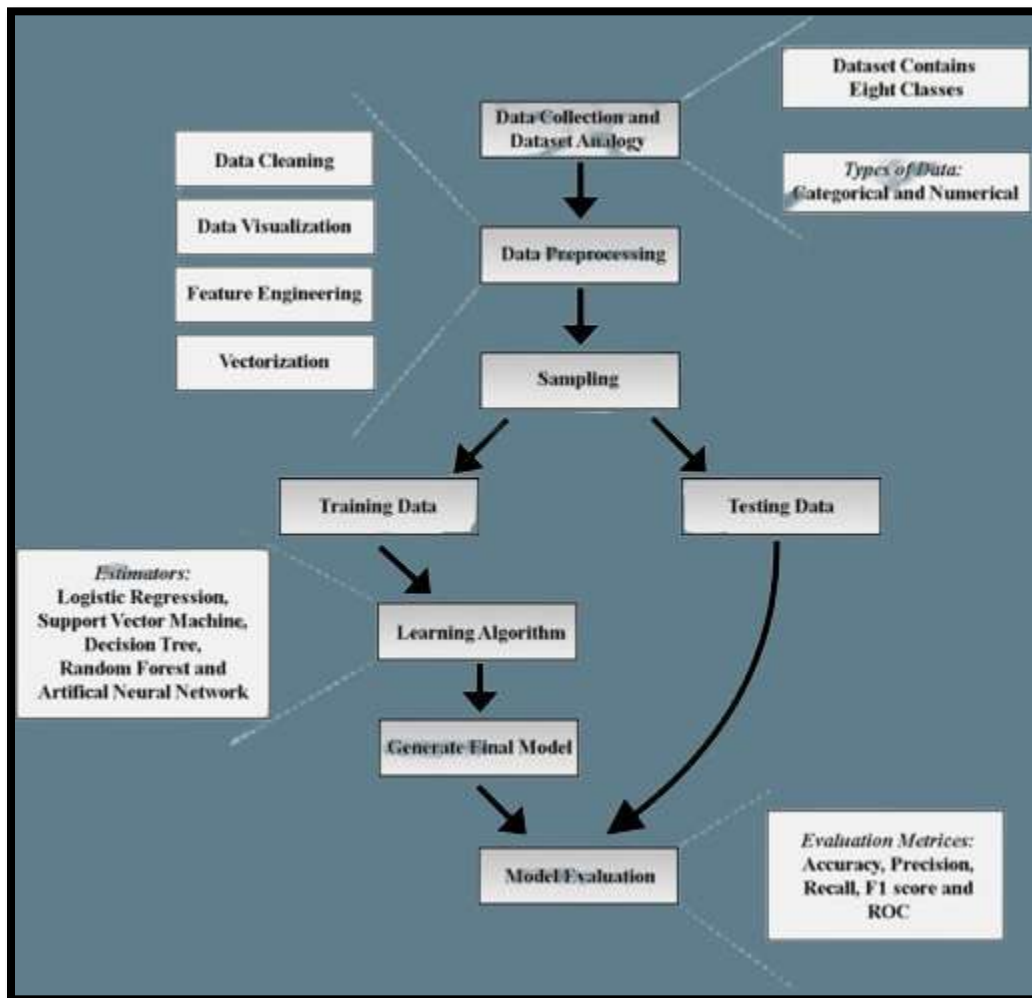 Dataset Contains
Eight Classes
Data Collection and
Dataset Analogy
Types of Data:
Categorical and Numerical
Data Cleaning
Data Visualization
Feature Engineering
Vectorization
Data Preprocessing
Sampling
Training Data
Testing Data
Estimators:
Logistic Regression,
Support Vector Machine,
Decision Tree,
Random Forest and
Artifical Neural Network
Learning Algorithm
Generate Final Model
Model Evaluation
Evaluation Metrices:
Accuracy, Precision,
Recall, F1 score and
ROC